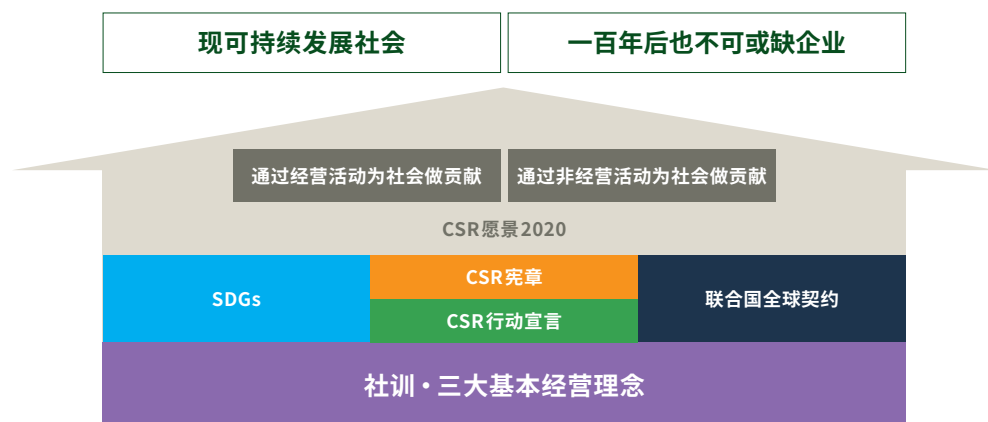 现可持续发展社会
一百年后也不可或缺企业
通过经营活动为社会做贡献
通过非经营活动为社会做贡献
CSR愿景2020
SDGs
CSR宪章
CSR行动宣言
联合国全球契约
社训・三大基本经营理念